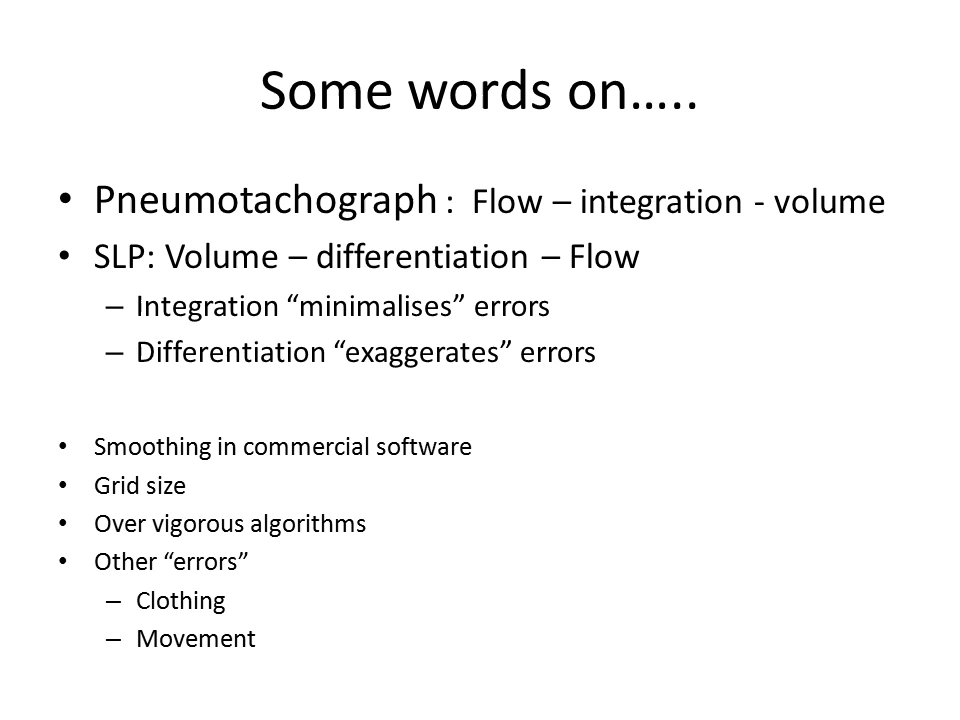 Some words on…..
• Pneumotachograph : Flow – integration - volume
• SLP: Volume – differentiation – Flow
– Integration “minimalises” errors
– Differentiation “exaggerates” errors
• Smoothing in commercial software
• Grid size
• Over vigorous algorithms
• Other “errors”
– Clothing
– Movement